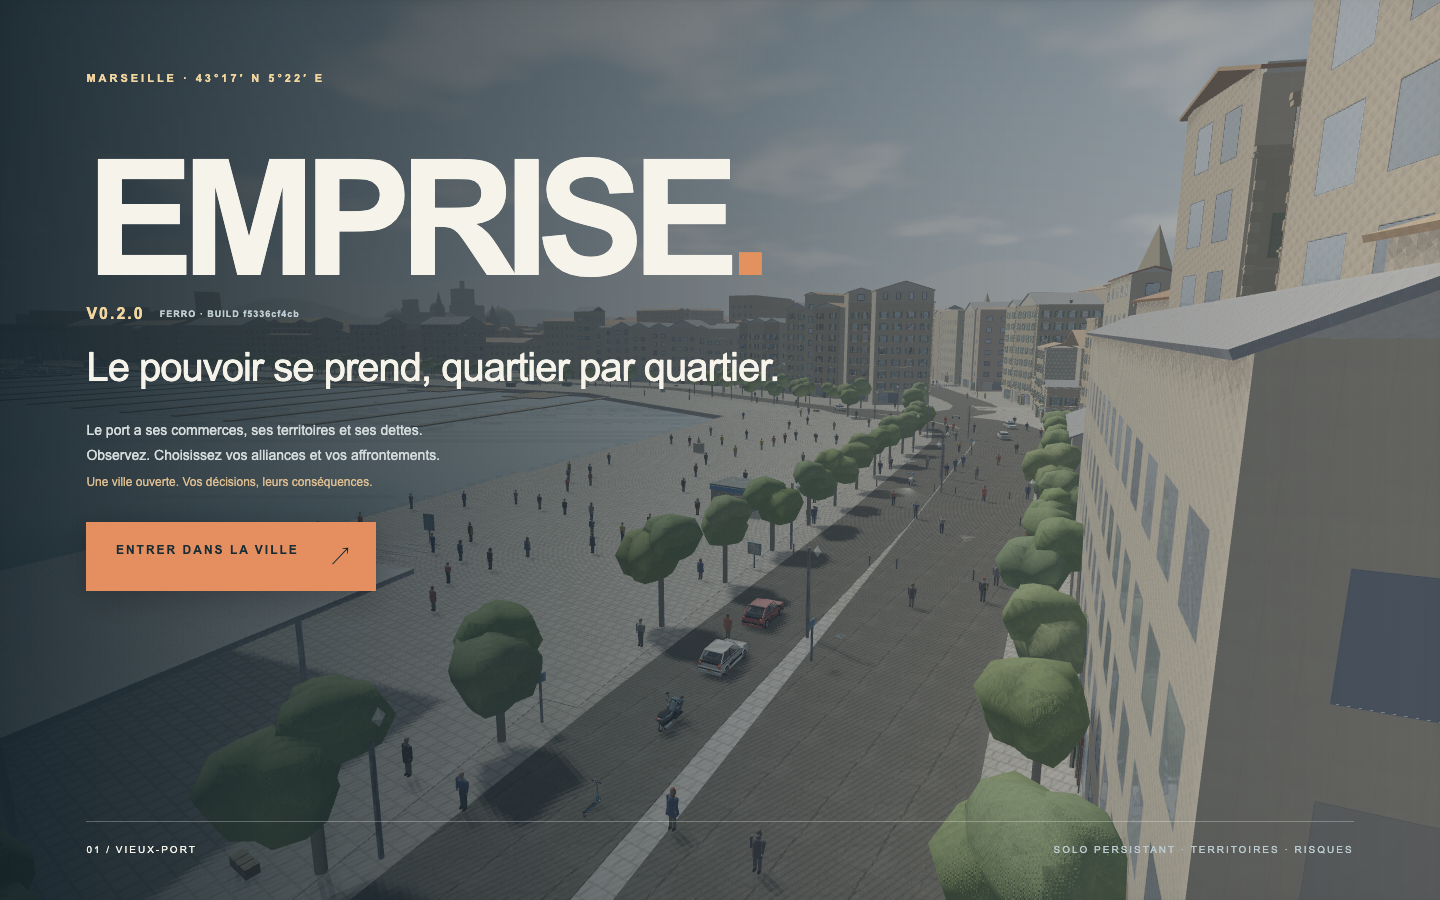 MARSEILLE · 43°17′ N 5°22′ E
EMPRISE.
V0.2.0 FERRO · BUILD f5336cf4cb
Le pouvoir se prend, quartier par quartier.
Le port a ses commerces, ses territoires et ses dettes.
Observez. Choisissez vos alliances et vos affrontements.
Une ville ouverte. Vos décisions, leurs conséquences.
ENTRER DANS LA VILLE ↗
01 / VIEUX-PORT
SOLO PERSISTANT · TERRITOIRES · RISQUES